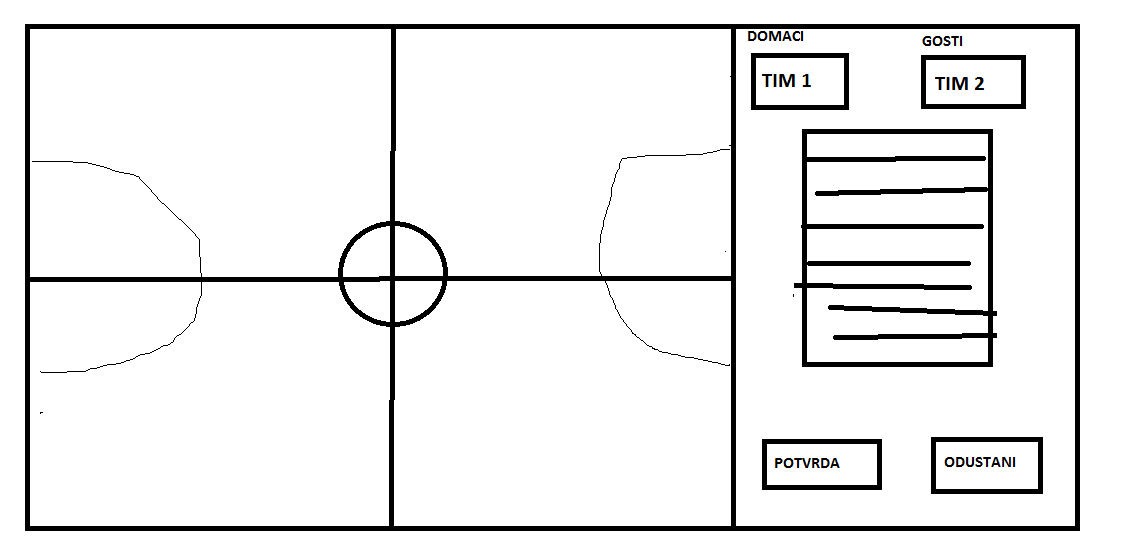 DOMACI
GOSTI
TIM 1
TIM 2
POTVRDA
ODUSTANI